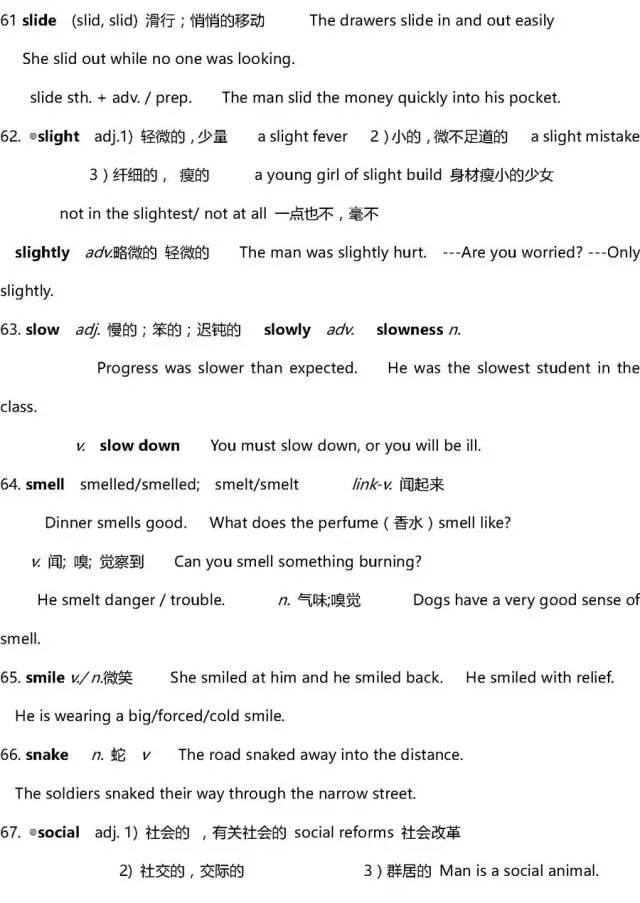 61 slide (slid, slid) 滑行；悄悄的移动 The drawers slide in and out easily
She slid out while no one was looking.
slide sth. + adv. / prep. The man slid the money quickly into his pocket.
62. ⊙slight adj.1) 轻微的，少量 a slight fever 2）小的，微不足道的 a slight mistake
3）纤细的， 瘦的 a young girl of slight build 身材瘦小的少女
not in the slightest/ not at all 一点也不，毫不
slightly adv.略微的 轻微的 The man was slightly hurt. ---Are you worried? ---Only
slightly.
63. slow adj. 慢的；笨的；迟钝的 slowly adv. slowness n.
Progress was slower than expected. He was the slowest student in the
class.
v. slow down You must slow down, or you will be ill.
64. smell smelled/smelled; smelt/smelt link-v. 闻起来
Dinner smells good. What does the perfume（香水）smell like?
v. 闻; 嗅; 觉察到 Can you smell something burning?
He smelt danger / trouble. n. 气味;嗅觉 Dogs have a very good sense of
smell.
65. smile v./ n.微笑 She smiled at him and he smiled back. He smiled with relief.
He is wearing a big/forced/cold smile.
66. snake n. 蛇 v The road snaked away into the distance.
The soldiers snaked their way through the narrow street.
67. ⊙social adj. 1) 社会的 ，有关社会的 social reforms 社会改革
2) 社交的，交际的 3）群居的 Man is a social animal.